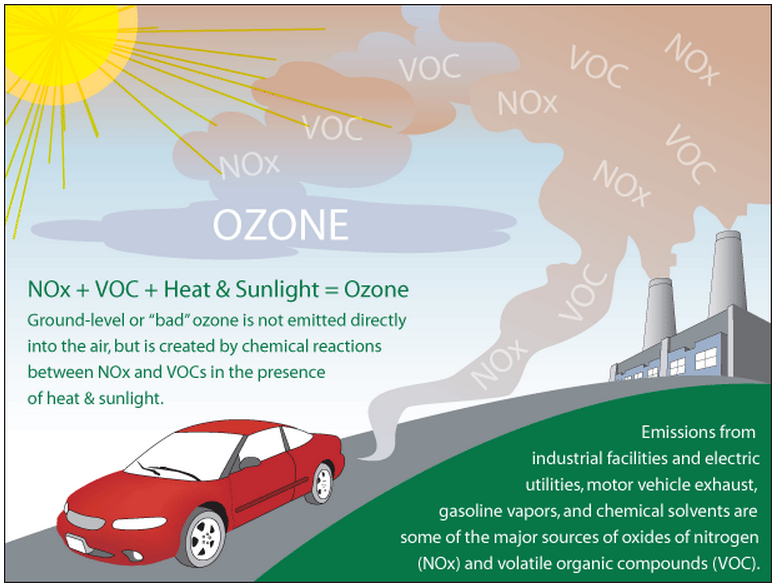 VOC
VOC
NOx
NOx
VOC
NOx
VOC
NOx
NOx
OZONE
VOC
NOx
NOx + VOC + Heat & Sunlight = Ozone
Ground-level or “bad” ozone is not emitted directly
into the air, but is created by chemical reactions
between NOx and VOCs in the presence
of heat & sunlight.
Emissions from
industrial facilities and electric
utilities, motor vehicle exhaust,
gasoline vapors, and chemical solvents are
some of the major sources of oxides of nitrogen
(NOx) and volatile organic compounds (VOC).